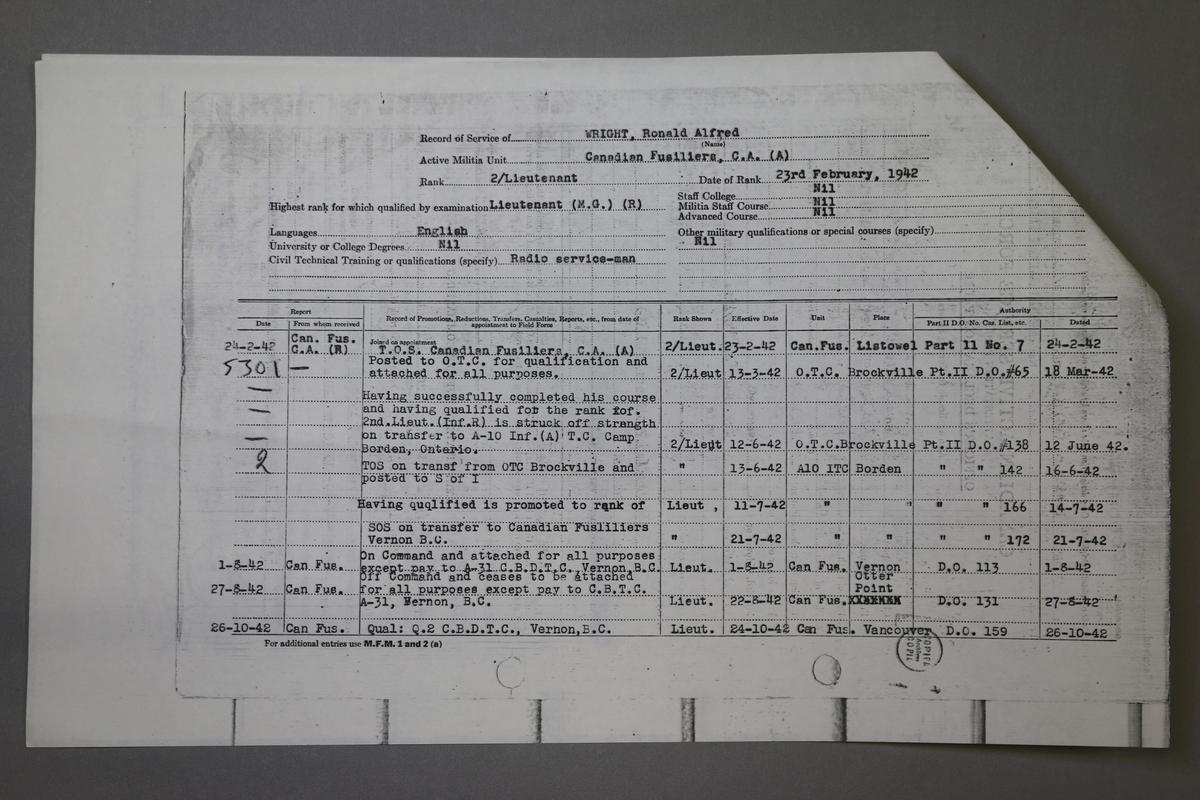 Record of Service of WRIGHT, Ronald Alfred
(Name)
Active Militia Unit Canadian Fusiliers, C.A. (A)
Rank 2/Lieutenant Date of Rank 23rd February, 1942
Highest rank for which qualified by examination Lieutenant (M.G.) (R)
Staff College Nil
Militia Staff Course Nil
Advanced Course Nil
Languages English
University or College Degrees Nil
Civil Technical Training or qualifications (specify) Radio service-man
Other military qualifications or special courses (specify)
Nil
Report Record of Promotions, Reductions, Transfers, Casualties, Reports, etc., from date of appointment to Field Force Rank Shown Effective Date Unit Place Authority
Date From whom received Part II D.O. No. Cas. List, etc. Dated
24-2-42 Can. Fus. C.A. (R) Joined on appointment
T.O.S. Canadian Fusiliers, C.A. (A) 2/Lieut. 23-2-42 Can.Fus. Listowel Part 11 No. 7 24-2-42
5301 — Posted to O.T.C. for qualification and
attached for all purposes. 2/Lieut 13-3-42 O.T.C. Brockville Pt.II D.O.#65 18 Mar-42
— Having successfully completed his course
— and having qualified for the rank fof.
2nd.Lieut.(Inf.R) is struck off strength
— on transfer to A-10 Inf.(A) T.C. Camp
Borden, Ontario. 2/Lieut 12-6-42 O.T.C.Brockville Pt.II D.O.#138 12 June 42.
2 TOS on transf from OTC Brockville and
posted to S of I " 13-6-42 A10 ITC Borden " " 142 16-6-42
Having quqlified is promoted to rank of Lieut , 11-7-42 " " " " 166 14-7-42
SOS on transfer to Canadian Fusliliers
Vernon B.C. " 21-7-42 " " " " 172 21-7-42
On Command and attached for all purposes
1-8-42 Can Fus. except pay to A-31 C.B.D.T.C, Vernon B.C. Lieut. 1-8-42 Can Fus. Vernon D.O. 113 1-8-42
Off Command and ceases to be attached
27-8-42 Can Fus. for all purposes except pay to C.B.T.C.
A-31, Vernon, B.C. Lieut. 22-8-42 Can Fus. Otter Point XXXXXXX D.O. 131 27-8-42
26-10-42 Can Fus. Qual: Q.2 C.B.D.T.C., Vernon,B.C. Lieut. 24-10-42 Can Fus. Vancouver D.O. 159 26-10-42
For additional entries use M.F.M. 1 and 2 (a)